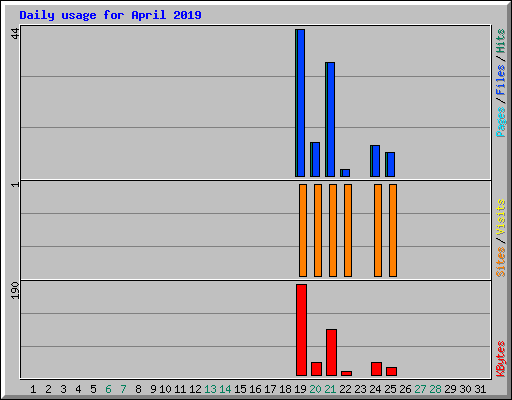 Daily usage for April 2019
44
Pages/Files/Hits
1
Sites/Visits
190
KBytes
1 2 3 4 5 6 7 8 9 10 11 12 13 14 15 16 17 18 19 20 21 22 23 24 25 26 27 28 29 30 31